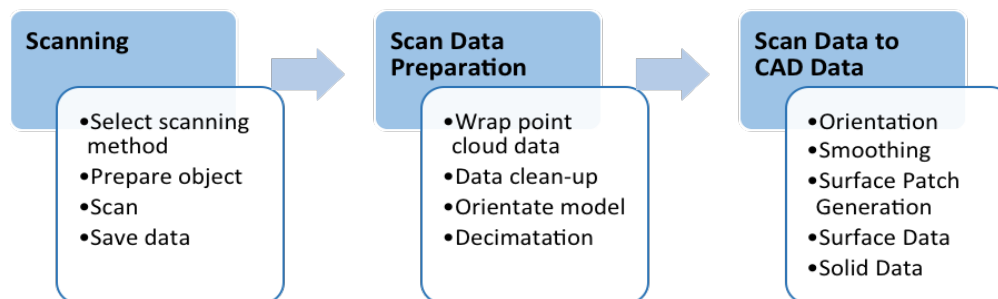 Scanning
•Select scanning
method
•Prepare object
•Scan
•Save data
Scan Data
Preparation
•Wrap point
cloud data
•Data clean-up
•Orientate model
•Decimatation
Scan Data to
CAD Data
•Orientation
•Smoothing
•Surface Patch
Generation
•Surface Data
•Solid Data